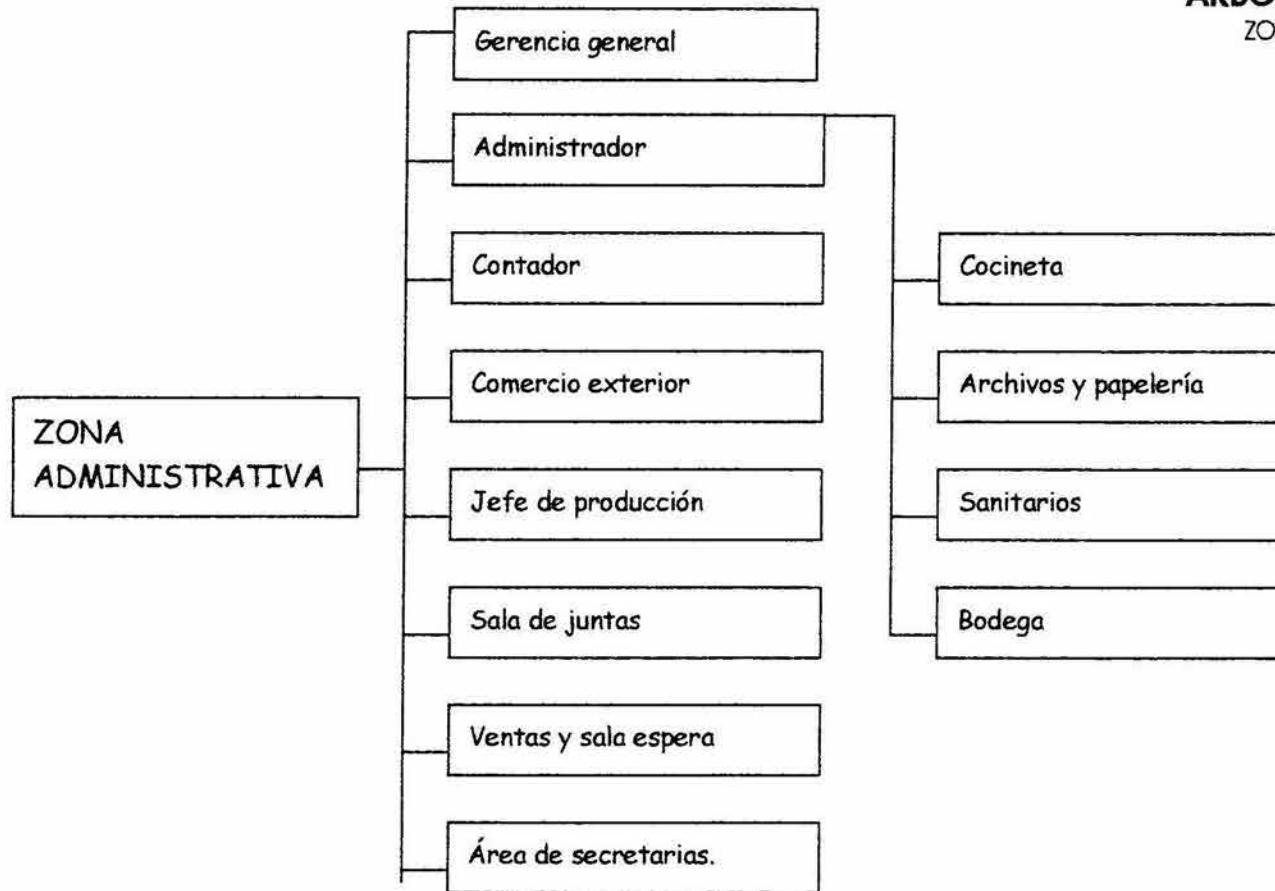 Gerencia general
Administrador
Contador
Comercio exterior
ZONA
ADMINISTRATIVA
Jefe de producción
Sala de juntas
Ventas y sala espera
Área de secretarias.
Cocineta
Archivos y papelería
Sanitarios
Bodega
ZO